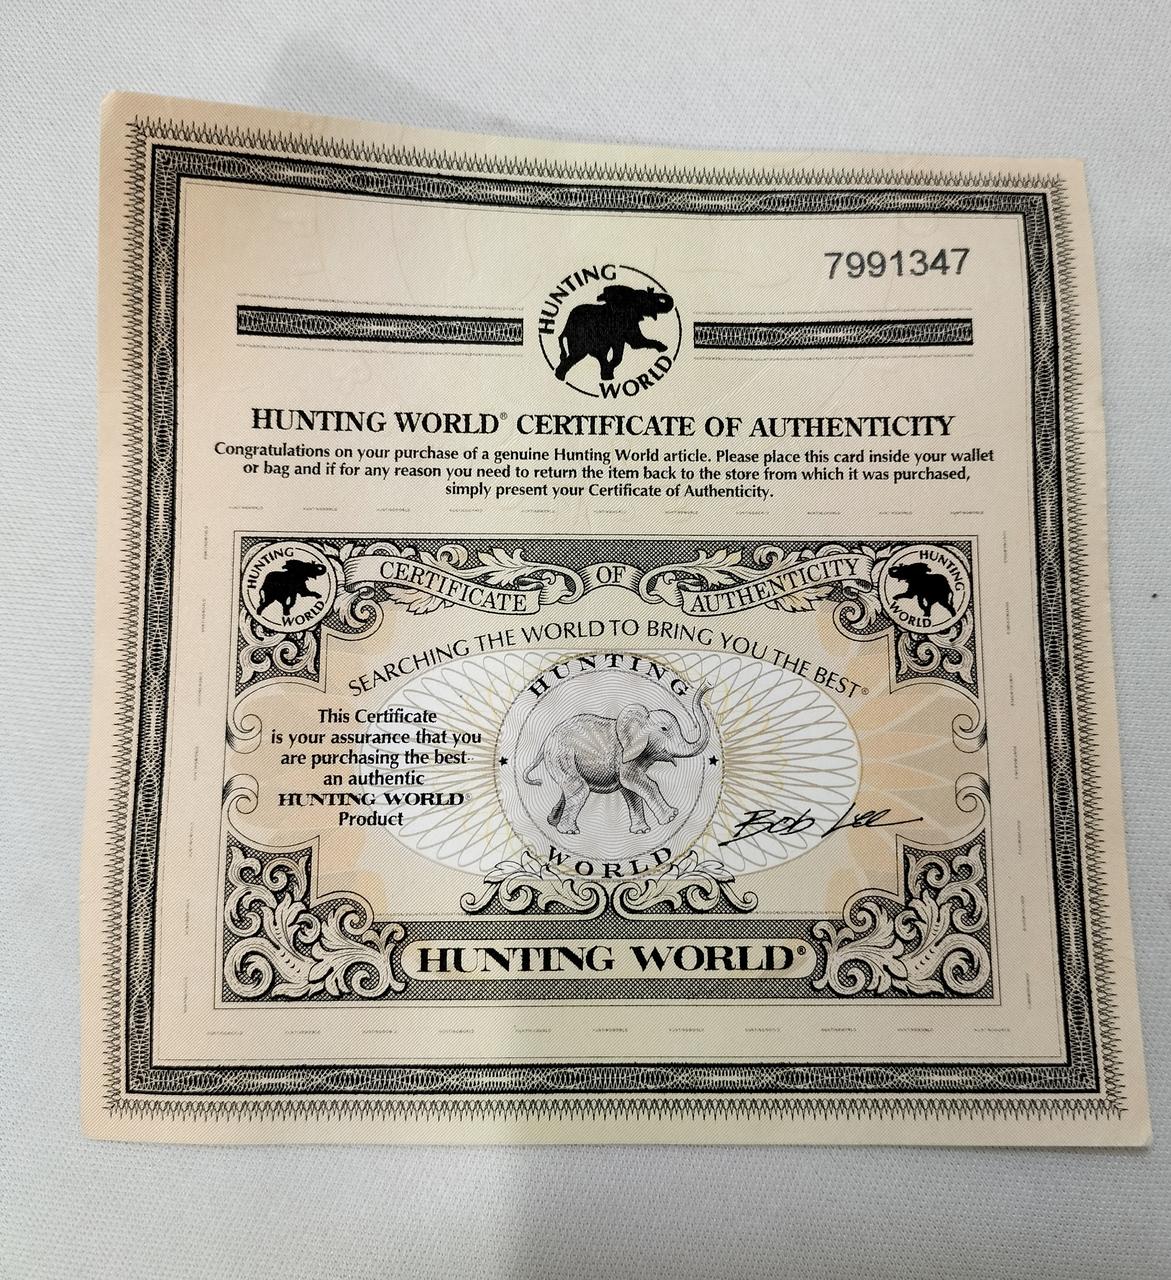 7991347
HUNTING
WORLD
HUNTING WORLD® CERTIFICATE OF AUTHENTICITY
Congratulations on your purchase of a genuine Hunting World article. Please place this card inside your wallet
or bag and if for any reason you need to return the item back to the store from which it was purchased,
simply present your Certificate of Authenticity.
HUNTING
WORLD
CERTIFICATE OF AUTHENTICITY
HUNTING
WORLD
SEARCHING THE WORLD TO BRING YOU THE BEST®
HUNTING
WORLD
This Certificate
is your assurance that you
are purchasing the best
an authentic
HUNTING WORLD®
Product
Bob Lee
HUNTING WORLD®